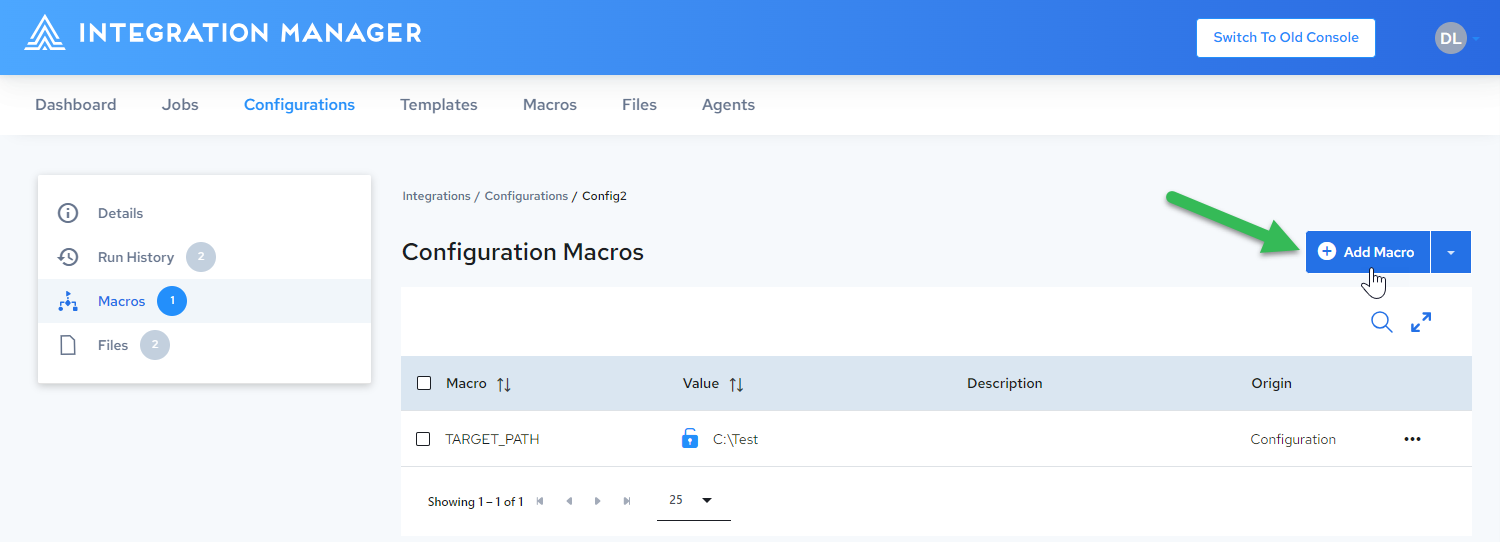 INTEGRATION MANAGER
Switch To Old Console
DL
Dashboard Jobs Configurations Templates Macros Files Agents
Details
Run History 2
Macros 1
Files 2
Integrations / Configurations / Config2
Configuration Macros
Add Macro
Macro Value Description Origin
TARGET_PATH C:\Test Configuration
Showing 1 – 1 of 1 25